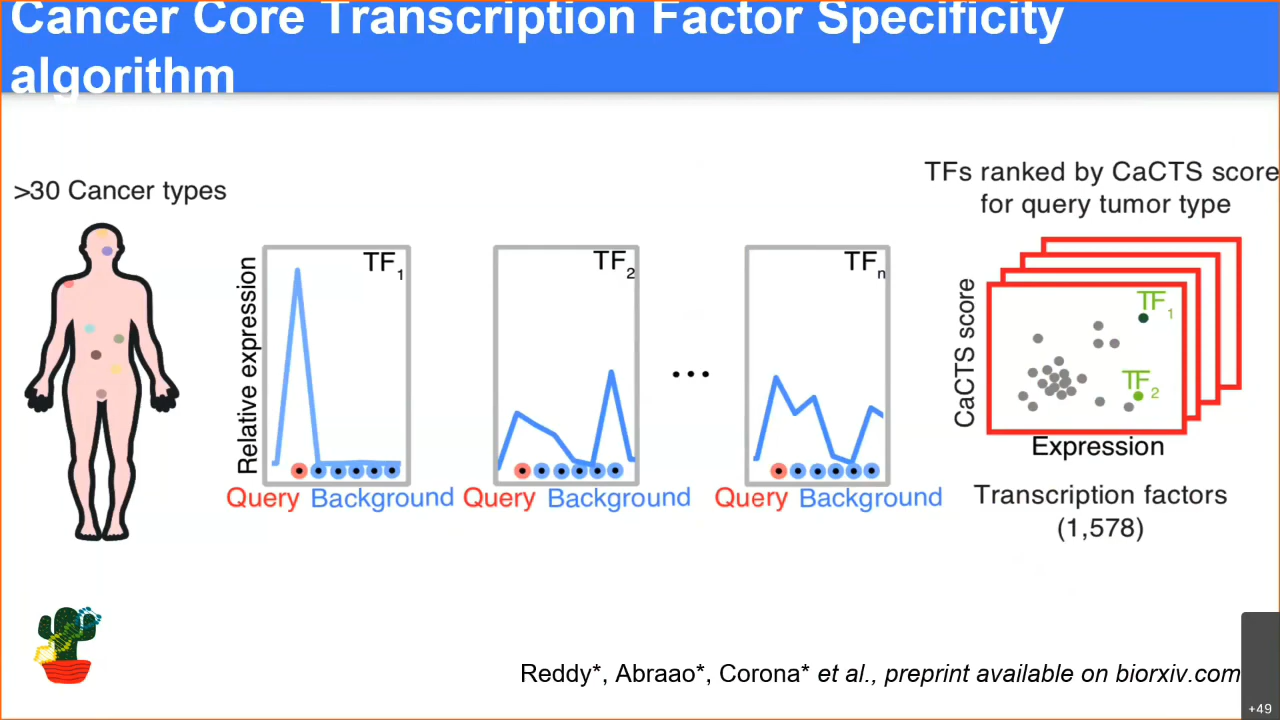 Cancer Core Transcription Factor Specificity
algorithm
>30 Cancer types
TFs ranked by CaCTS score
for query tumor type
Relative expression
TF1
Query Background
TF2
Query Background
...
TFn
Query Background
CaCTS score
TF1
TF2
Expression
Transcription factors
(1,578)
Reddy*, Abraao*, Corona* et al., preprint available on biorxiv.com
+49